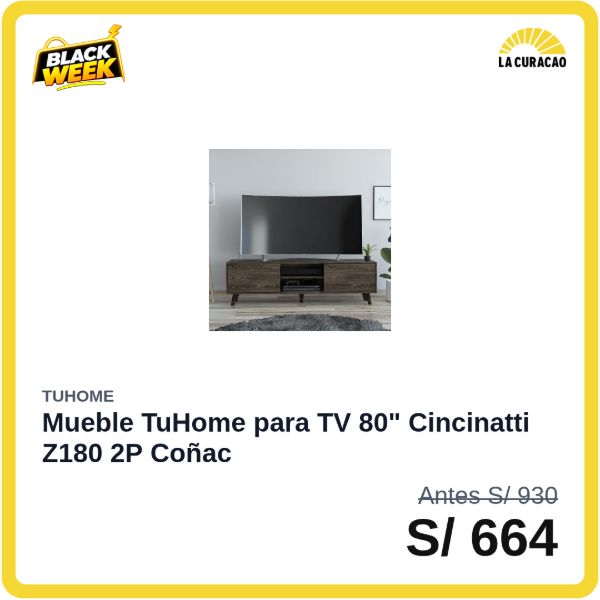 BLACK
WEEK
LA CURACAO
TUHOME
Mueble TuHome para TV 80" Cincinatti
Z180 2P Coñac
Antes S/ 930
S/ 664